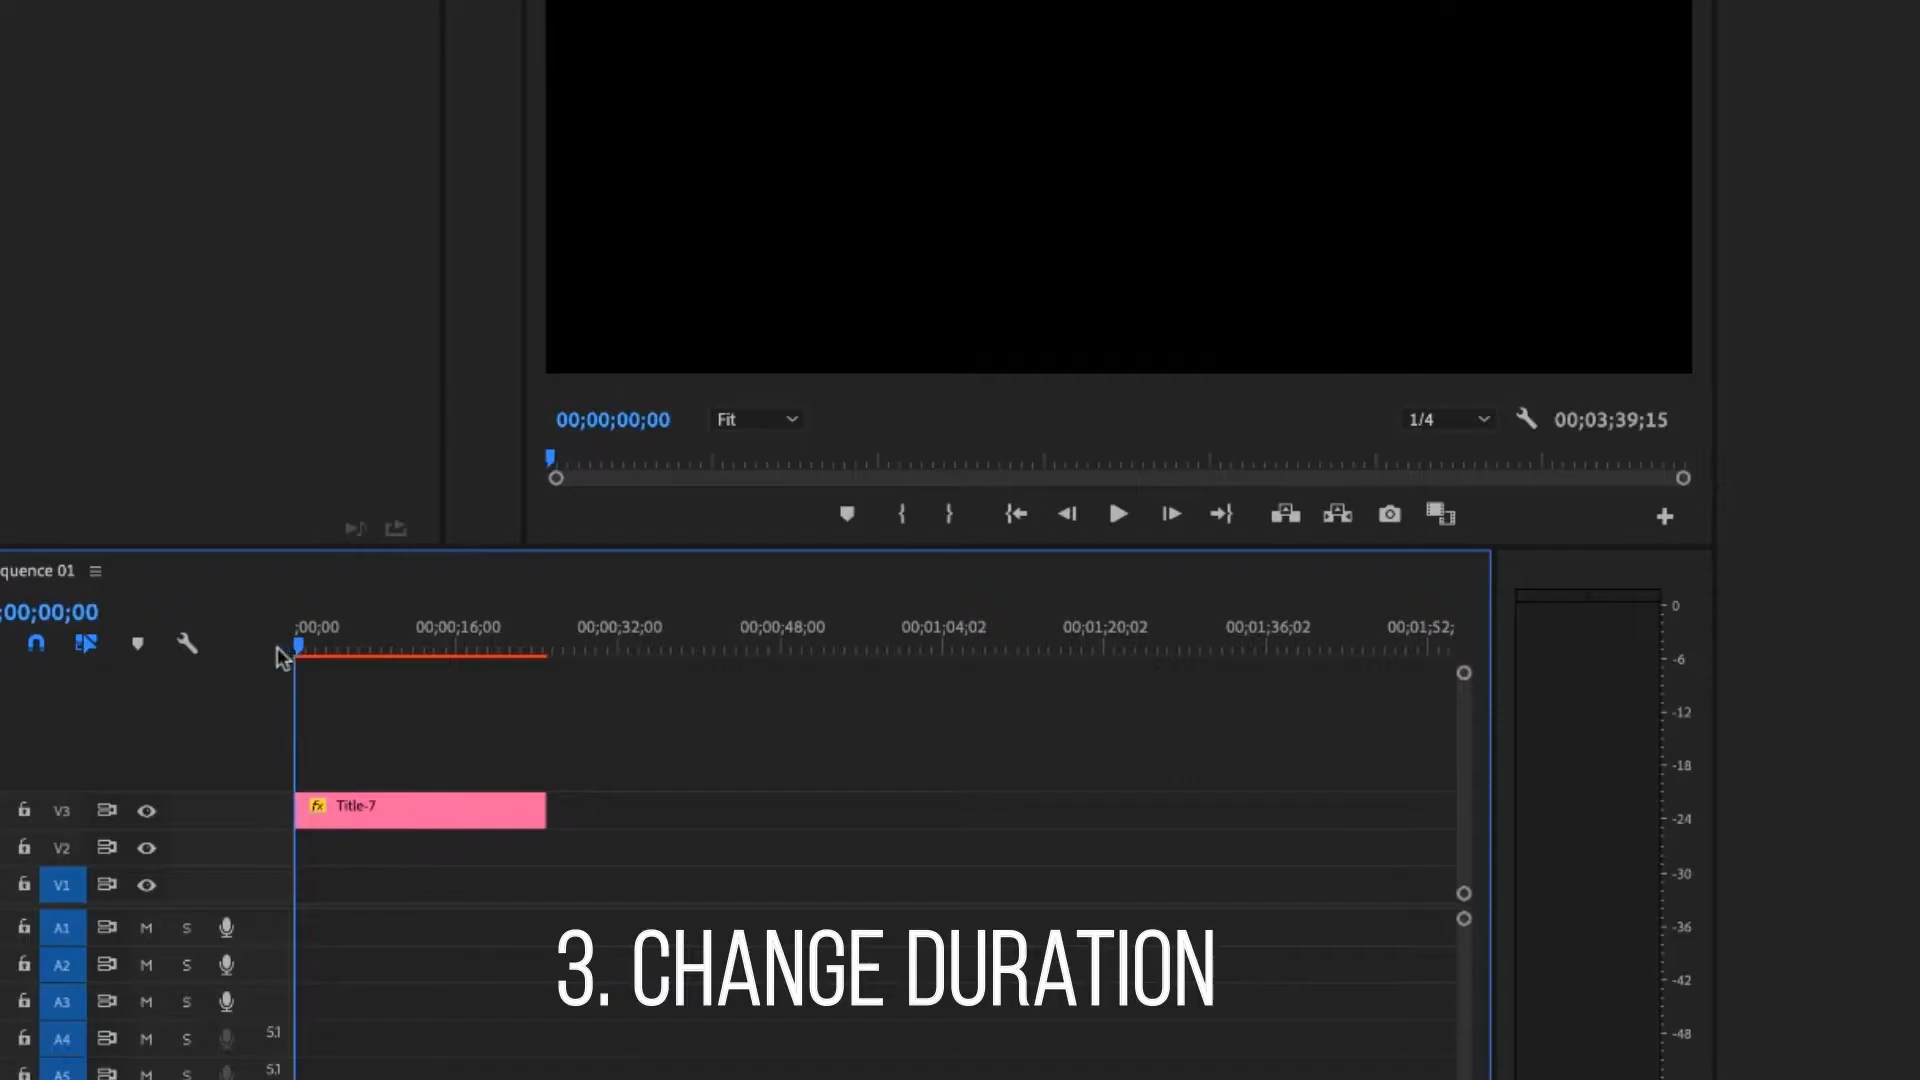 00;00;00;00
Fit
1/4
00;03;39;15
quence 01
;00;00;00
;00;00
00;00;16;00
00;00;32;00
00;00;48;00
00;01;04;02
00;01;20;02
00;01;36;02
00;01;52;
0
-6
-12
-18
-24
-30
-36
-42
-48
V3
fx Title-7
V2
V1
A1 M S
A2 M S
A3 M S
A4 M S 5.1
A5 M S 5.1
3. CHANGE DURATION